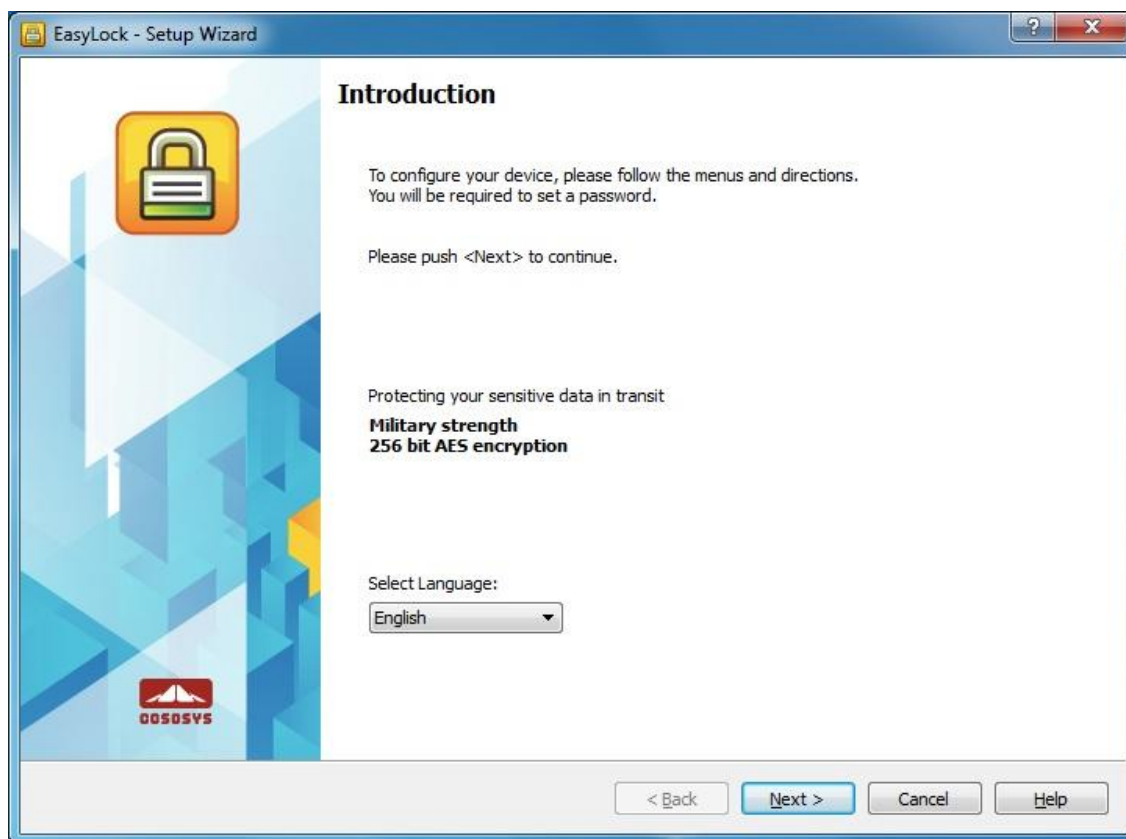 EasyLock - Setup Wizard
?
X
Introduction
To configure your device, please follow the menus and directions.
You will be required to set a password.
Please push <Next> to continue.
Protecting your sensitive data in transit
Military strength
256 bit AES encryption
Select Language:
English
COSOSYS
< Back
Next >
Cancel
Help